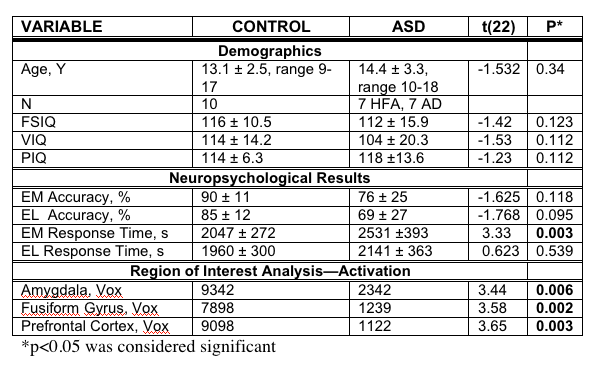 VARIABLE CONTROL ASD t(22) P*
Demographics
Age, Y 13.1 ± 2.5, range 9- 14.4 ± 3.3, -1.532 0.34
17 range 10-18
N 10 7 HFA, 7 AD
FSIQ 116 ± 10.5 112 ± 15.9 -1.42 0.123
VIQ 114 ± 14.2 104 ± 20.3 -1.53 0.112
PIQ 114 ± 6.3 118 ±13.6 -1.23 0.112
Neuropsychological Results
EM Accuracy, % 90 ± 11 76 ± 25 -1.625 0.118
EL Accuracy, % 85 ± 12 69 ± 27 -1.768 0.095
EM Response Time, s 2047 ± 272 2531 ±393 3.33 0.003
EL Response Time, s 1960 ± 300 2141 ± 363 0.623 0.539
Region of Interest Analysis—Activation
Amygdala, Vox 9342 2342 3.44 0.006
Fusiform Gyrus, Vox 7898 1239 3.58 0.002
Prefrontal Cortex, Vox 9098 1122 3.65 0.003
*p<0.05 was considered significant